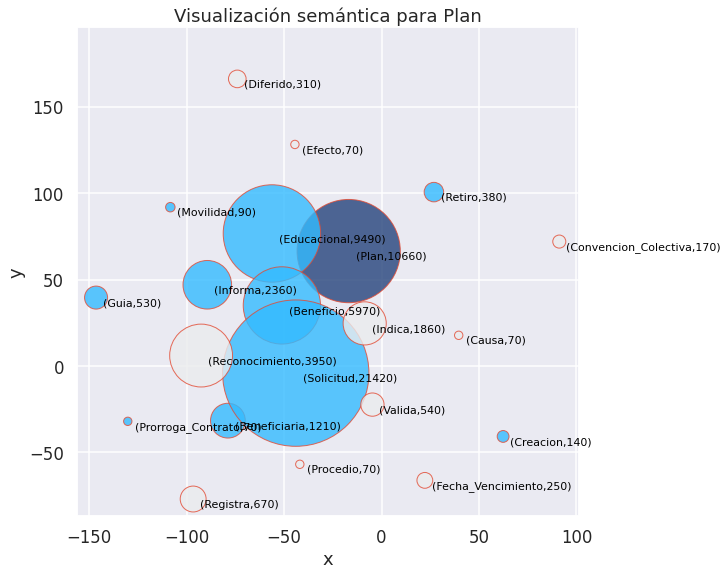 Visualización semántica para Plan
150
100
50
0
−50
y
(Diferido,310)
(Efecto,70)
(Retiro,380)
(Movilidad,90)
(Educacional,9490)
(Convencion_Colectiva,170)
(Plan,10660)
(Informa,2360)
(Guia,530)
(Beneficio,5970)
(Indica,1860)
(Causa,70)
(Reconocimiento,3950)
(Solicitud,21420)
(Valida,540)
(Prorroga_Contrato,70)
(Beneficiaria,1210)
(Creacion,140)
(Procedio,70)
(Fecha_Vencimiento,250)
(Registra,670)
−150
−100
−50
0
50
100
x